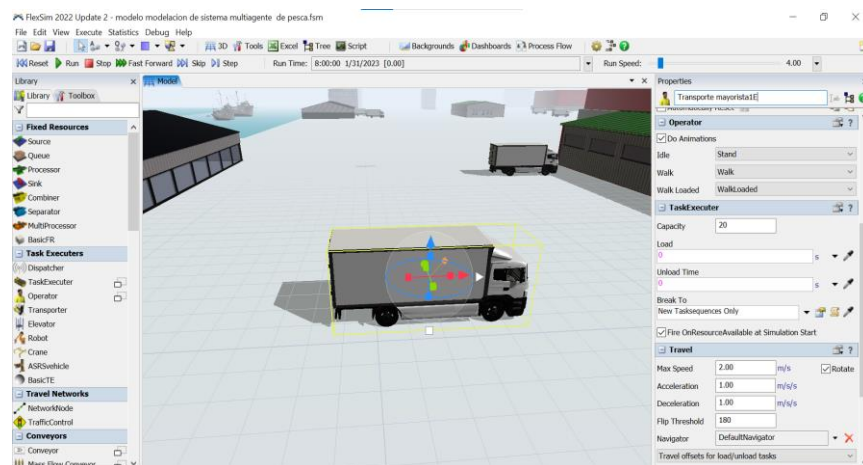 FlexSim 2022 Update 2 - modelo modelacion de sistema multiagente de pesca.fsm
File Edit View Execute Statistics Debug Help
3D Tools Excel Tree Script Backgrounds Dashboards Process Flow
Reset Run Stop Fast Forward Skip Step Run Time: 8:00:00 1/31/2023 [0.00] Run Speed: 4.00
Library
Library Toolbox
Fixed Resources
Source
Queue
Processor
Sink
Combiner
Separator
MultiProcessor
BasicFR
Task Executers
Dispatcher
TaskExecuter
Operator
Transporter
Elevator
Robot
Crane
ASRSvehicle
BasicTE
Travel Networks
NetworkNode
TrafficControl
Conveyors
Conveyor
Mass Flow Conveyor
Model
Properties
Transporte mayorista1E
Automatically Reset
Operator
Do Animations
Idle Stand
Walk Walk
Walk Loaded WalkLoaded
TaskExecuter
Capacity 20
Load
0 s
Unload Time
0 s
Break To
New Tasksequences Only
Fire OnResourceAvailable at Simulation Start
Travel
Max Speed 2.00 m/s Rotate
Acceleration 1.00 m/s/s
Deceleration 1.00 m/s/s
Flip Threshold 180
Navigator DefaultNavigator
Travel offsets for load/unload tasks